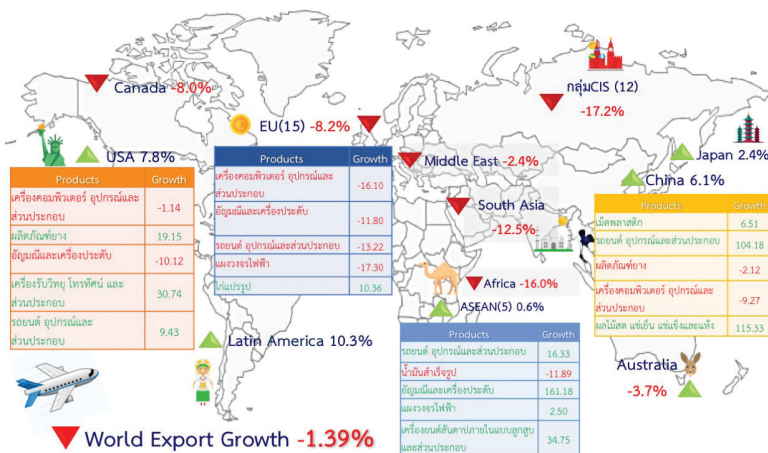 Canada -8.0%
กลุ่มCIS (12)
-17.2%
EU(15) -8.2%
USA 7.8%
Middle East -2.4%
Japan 2.4%
China 6.1%
South Asia
-12.5%
Africa -16.0%
ASEAN(5) 0.6%
Latin America 10.3%
Australia
-3.7%
Products Growth
เครื่องคอมพิวเตอร์ อุปกรณ์และ
ส่วนประกอบ -1.14
ผลิตภัณฑ์ยาง 19.15
อัญมณีและเครื่องประดับ -10.12
เครื่องรับวิทยุ โทรทัศน์ และ
ส่วนประกอบ 30.74
รถยนต์ อุปกรณ์และ
ส่วนประกอบ 9.43
Products Growth
เครื่องคอมพิวเตอร์ อุปกรณ์และ
ส่วนประกอบ -16.10
อัญมณีและเครื่องประดับ -11.80
รถยนต์ อุปกรณ์และส่วนประกอบ -13.22
แผงวงจรไฟฟ้า -17.30
ไก่แปรรูป 10.36
Products Growth
เม็ดพลาสติก 6.51
รถยนต์ อุปกรณ์และส่วนประกอบ 104.18
ผลิตภัณฑ์ยาง -2.12
เครื่องคอมพิวเตอร์ อุปกรณ์และ
ส่วนประกอบ -9.27
ผลไม้สด แช่เย็น แช่แข็งและแห้ง 115.33
Products Growth
รถยนต์ อุปกรณ์และส่วนประกอบ 16.33
น้ำมันสำเร็จรูป -11.89
อัญมณีและเครื่องประดับ 161.18
แผงวงจรไฟฟ้า 2.50
เครื่องยนต์สันดาปภายในแบบลูกสูบ
และส่วนประกอบ 34.75
World Export Growth -1.39%